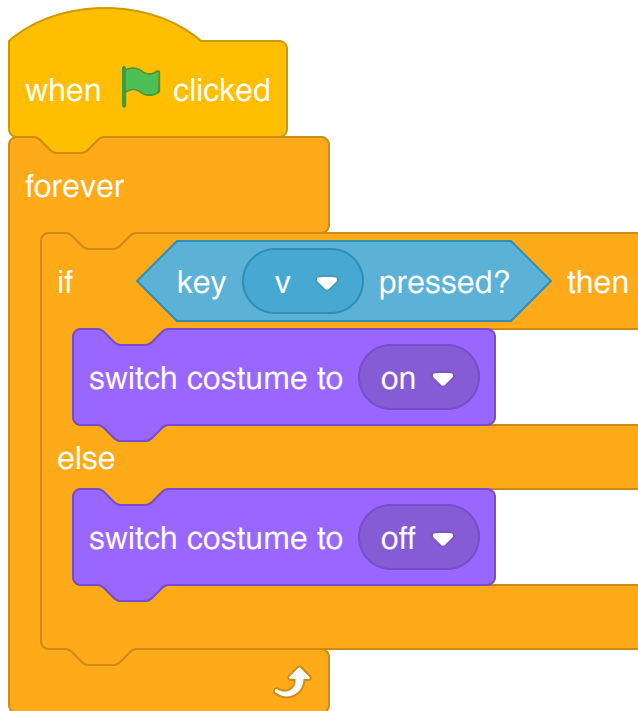 when clicked
forever
if key v pressed? then
switch costume to on
else
switch costume to off